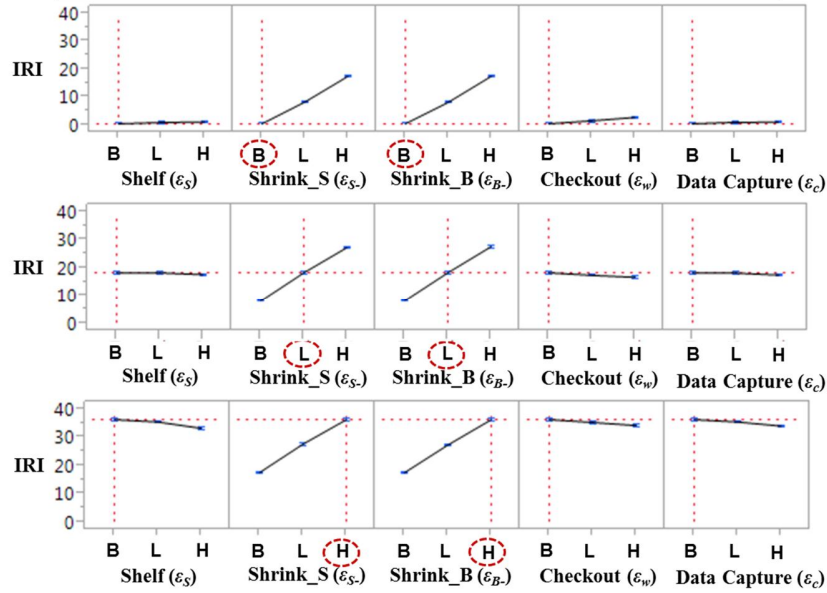 40
30
IRI 20
10
0
B L H B L H B L H B L H B L H
Shelf (εS) Shrink_S (εS-) Shrink_B (εB-) Checkout (εw) Data Capture (εc)
40
30
IRI 20
10
0
B L H B L H B L H B L H B L H
Shelf (εS) Shrink_S (εS-) Shrink_B (εB-) Checkout (εw) Data Capture (εc)
40
30
IRI 20
10
0
B L H B L H B L H B L H B L H
Shelf (εS) Shrink_S (εS-) Shrink_B (εB-) Checkout (εw) Data Capture (εc)